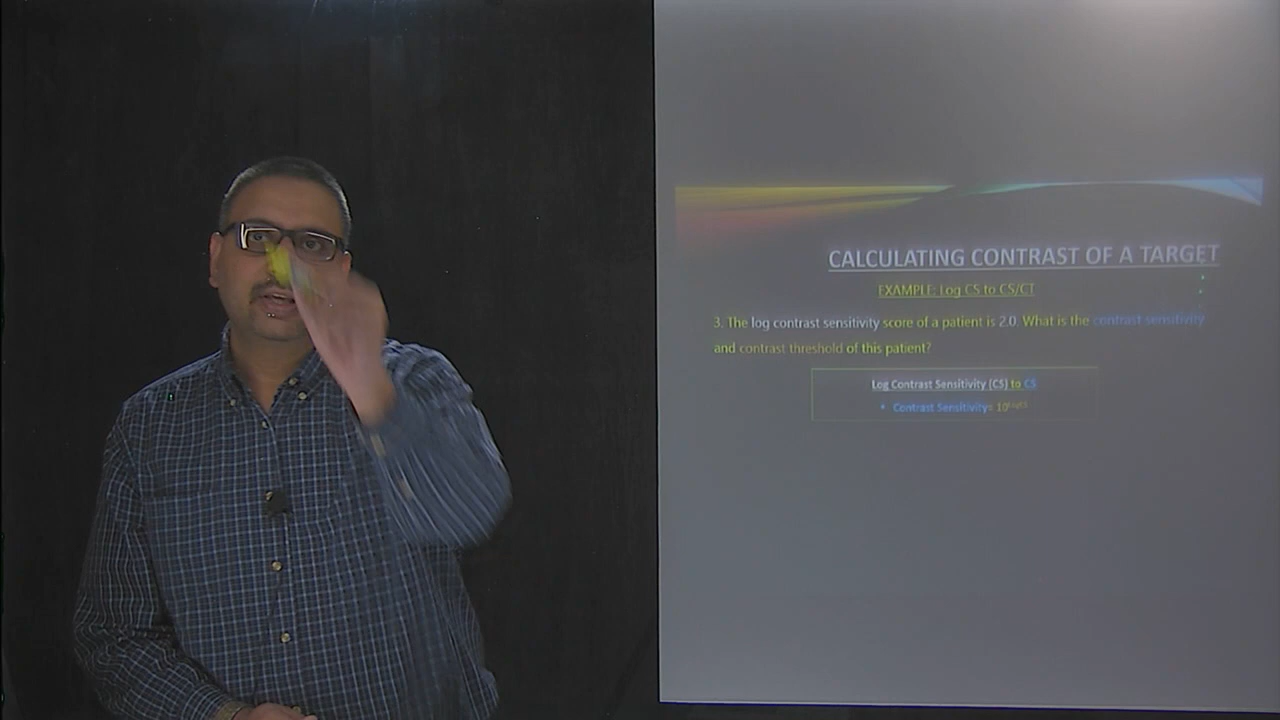 CALCULATING CONTRAST OF A TARGET
EXAMPLE: Log CS to CS/CT
3. The log contrast sensitivity score of a patient is 2.0. What is the contrast sensitivity
and contrast threshold of this patient?
Log Contrast Sensitivity (CS) to CS
• Contrast Sensitivity= 10^LogCS